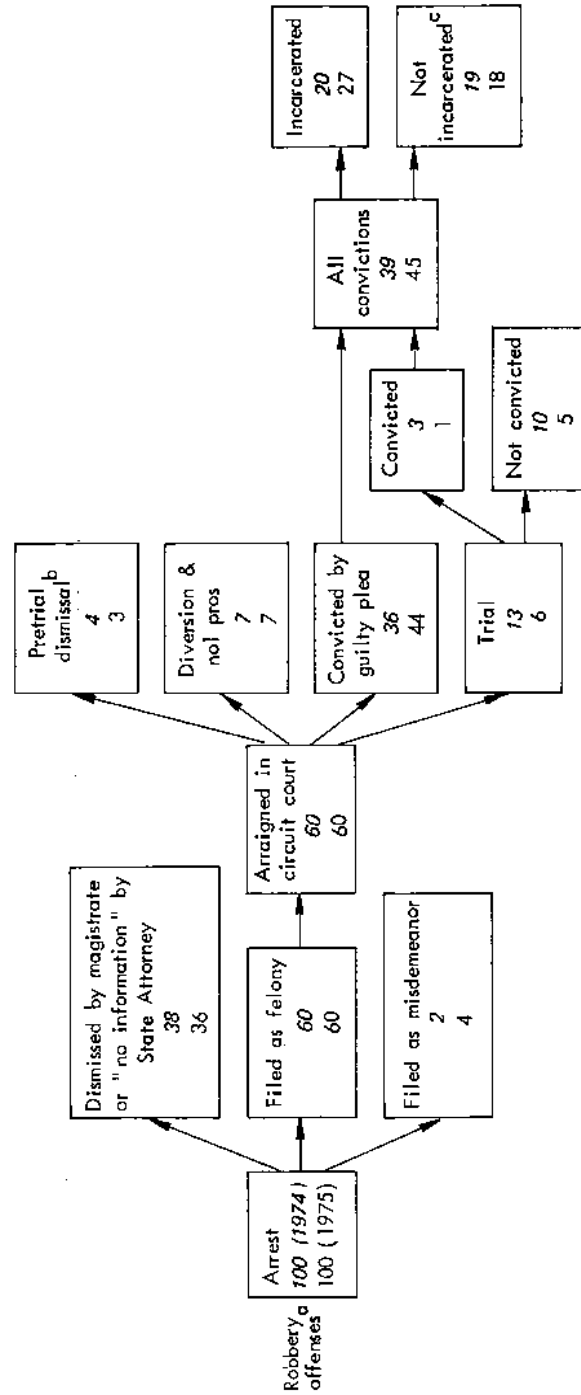 Robbery a
offenses
Arrest
100 (1974)
100 (1975)
Dismissed by magistrate
or "no information" by
State Attorney
38
36
Filed as felony
60
60
Filed as misdemeanor
2
4
Arraigned in
circuit court
60
60
Pretrial
dismissal b
4
3
Diversion &
nol pros
7
7
Convicted by
guilty plea
36
44
Trial
13
6
Convicted
3
1
Not convicted
10
5
All
convictions
39
45
Incarcerated
20
27
Not
incarcerated c
19
18